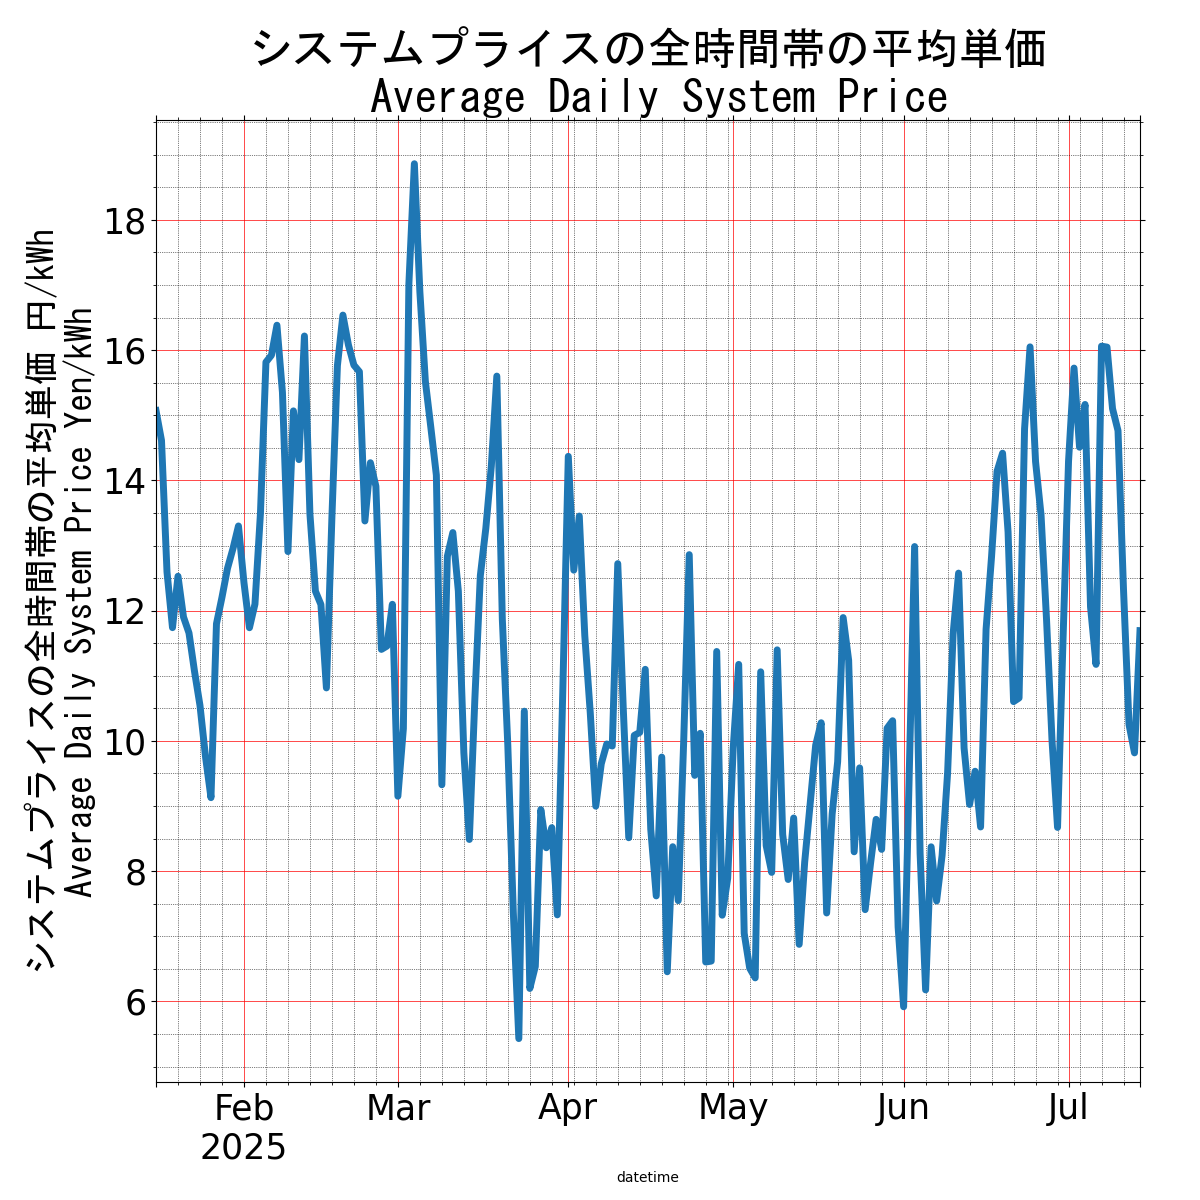 システムプライスの全時間帯の平均単価
Average Daily System Price
システムプライスの全時間帯の平均単価 円/kWh
Average Daily System Price Yen/kWh
18
16
14
12
10
8
6
Feb
2025
Mar
Apr
May
Jun
Jul
datetime